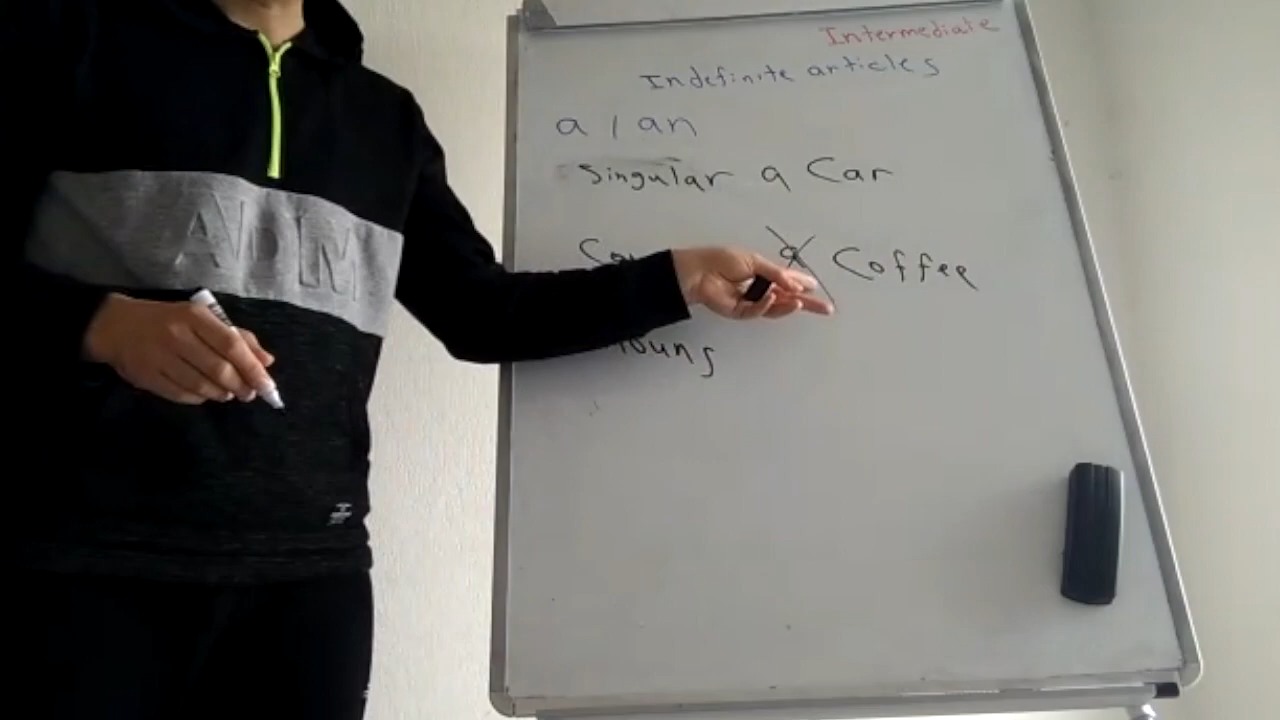 Intermediate
Indefinite articles
a / an
Singular a car
a Coffee
ADM